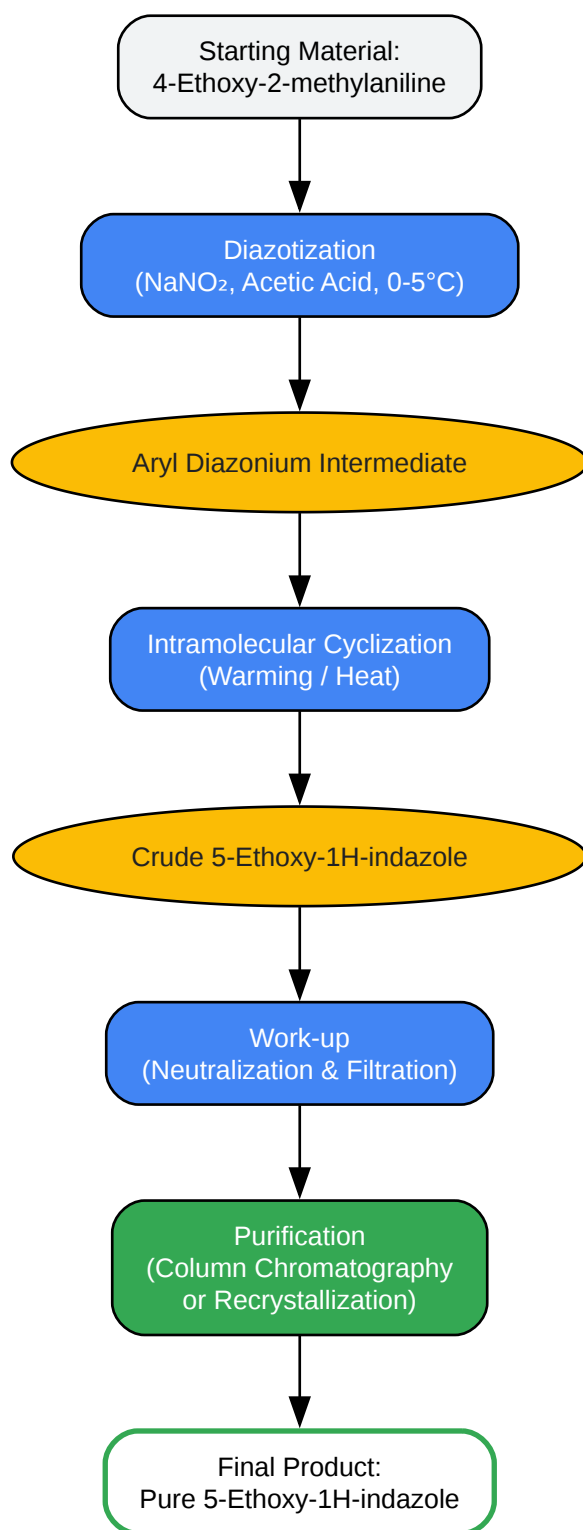 Starting Material:
4-Ethoxy-2-methylaniline
Diazotization
(NaNO₂, Acetic Acid, 0-5°C)
Aryl Diazonium Intermediate
Intramolecular Cyclization
(Warming / Heat)
Crude 5-Ethoxy-1H-indazole
Work-up
(Neutralization & Filtration)
Purification
(Column Chromatography
or Recrystallization)
Final Product:
Pure 5-Ethoxy-1H-indazole